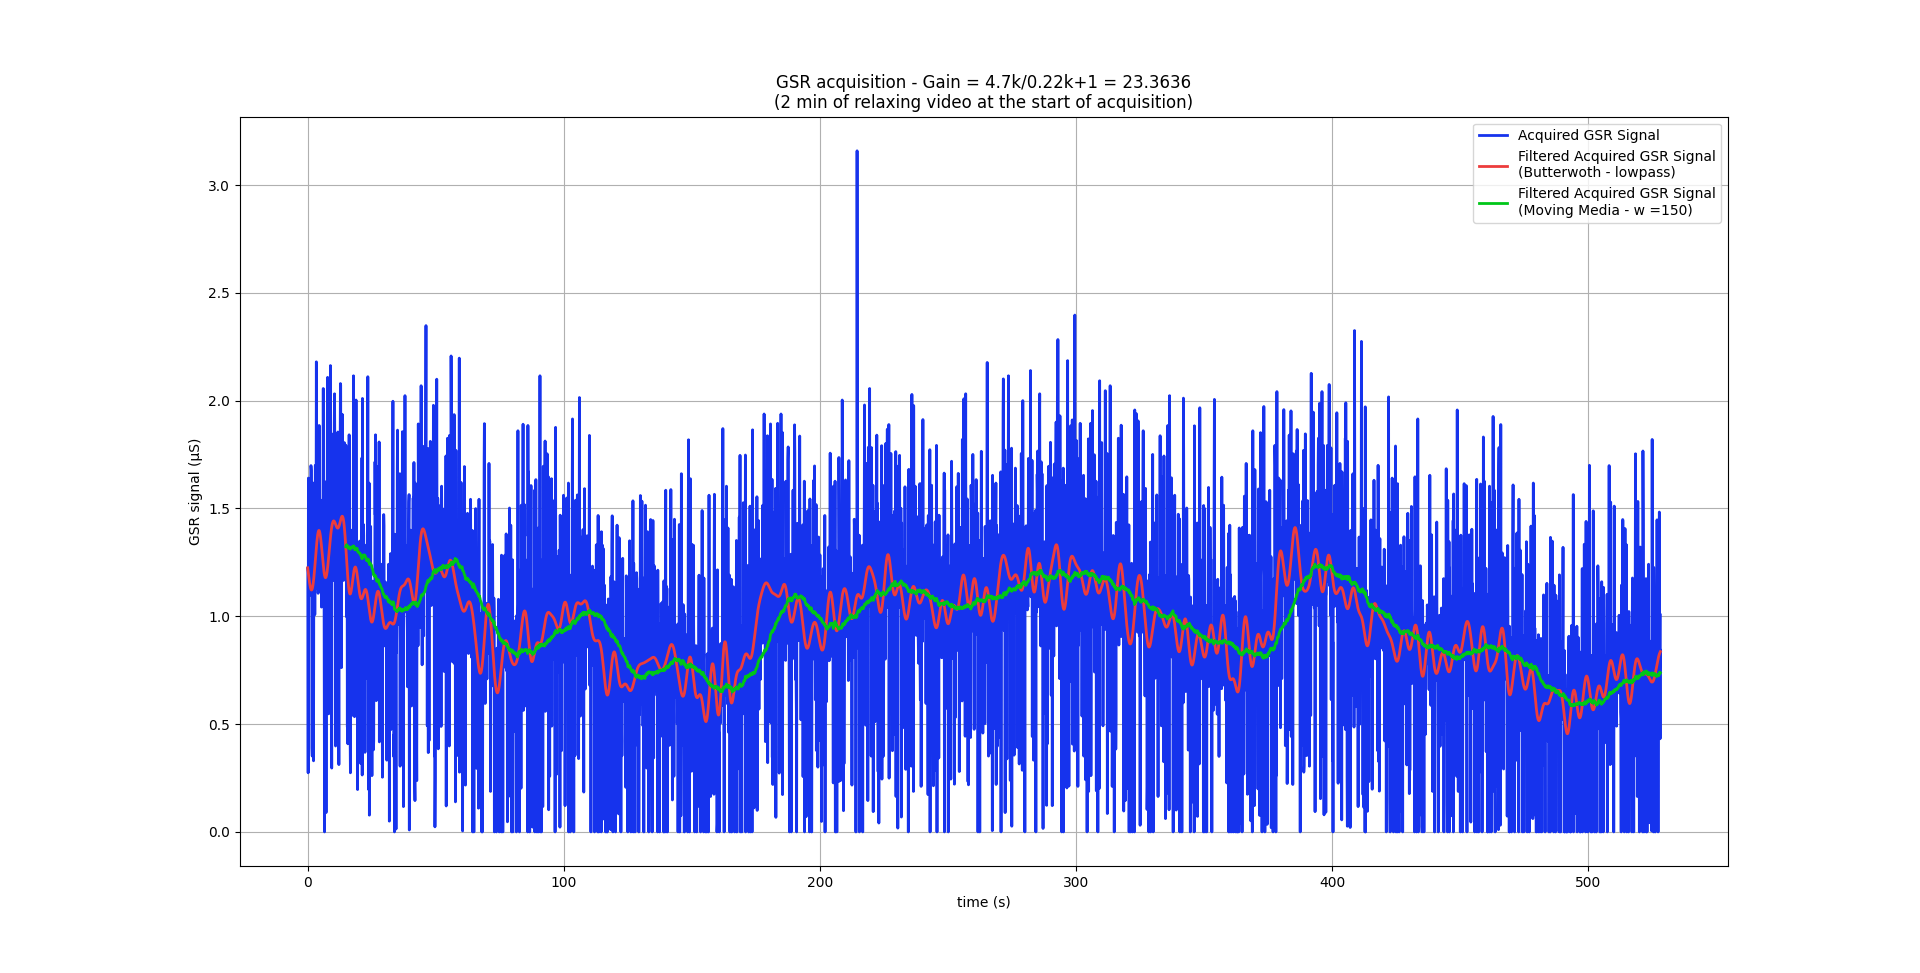 GSR acquisition - Gain = 4.7k/0.22k+1 = 23.3636
(2 min of relaxing video at the start of acquisition)
Acquired GSR Signal
Filtered Acquired GSR Signal
(Butterwoth - lowpass)
Filtered Acquired GSR Signal
(Moving Media - w =150)
GSR signal (µS)
3.0
2.5
2.0
1.5
1.0
0.5
0.0
0
100
200
300
400
500
time (s)